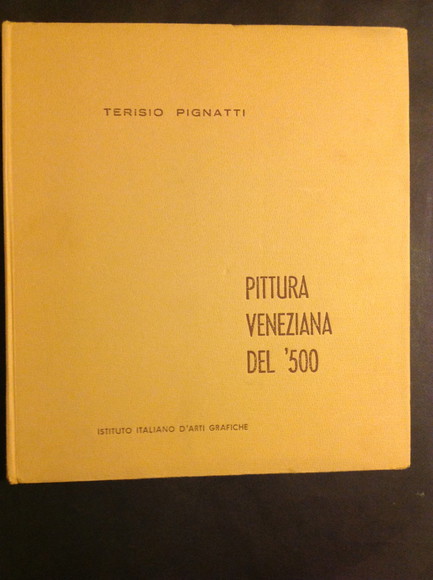 TERISIO PIGNATTI
PITTURA
VENEZIANA
DEL '500
ISTITUTO ITALIANO D'ARTI GRAFICHE